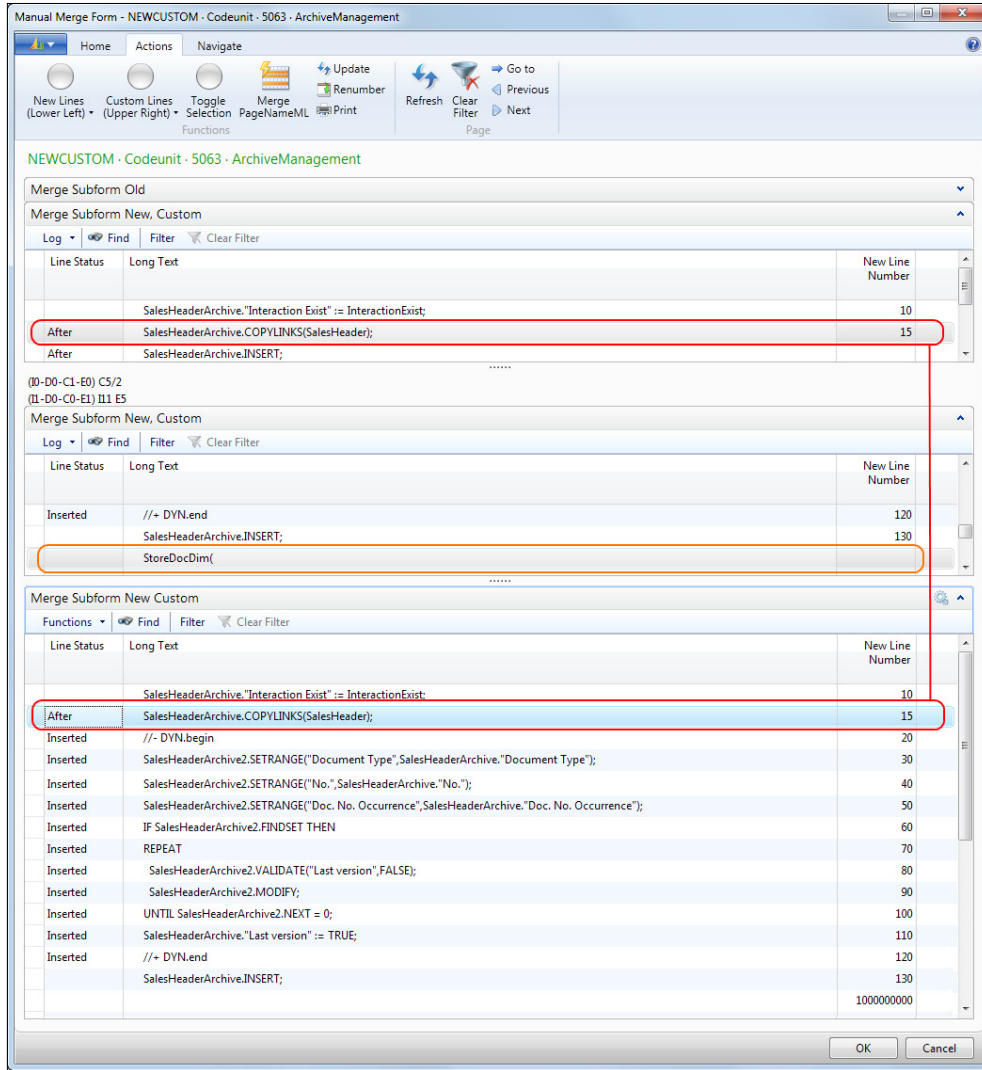 Manual Merge Form - NEWCUSTOM · Codeunit · 5063 · ArchiveManagement
Home Actions Navigate
New Lines (Lower Left)
Custom Lines (Upper Right)
Toggle Selection
Merge PageNameML
Update
Renumber
Print
Functions
Refresh
Clear Filter
Go to
Previous
Next
Page
NEWCUSTOM · Codeunit · 5063 · ArchiveManagement
Merge Subform Old
Merge Subform New, Custom
Log Find Filter Clear Filter
Line Status Long Text New Line Number
SalesHeaderArchive."Interaction Exist" := InteractionExist; 10
After SalesHeaderArchive.COPYLINKS(SalesHeader); 15
After SalesHeaderArchive.INSERT;
(I0-D0-C1-E0) C5/2
(I1-D0-C0-E1) I11 E5
Merge Subform New, Custom
Log Find Filter Clear Filter
Line Status Long Text New Line Number
Inserted //+ DYN.end 120
SalesHeaderArchive.INSERT; 130
StoreDocDim(
Merge Subform New Custom
Functions Find Filter Clear Filter
Line Status Long Text New Line Number
SalesHeaderArchive."Interaction Exist" := InteractionExist; 10
After SalesHeaderArchive.COPYLINKS(SalesHeader); 15
Inserted //- DYN.begin 20
Inserted SalesHeaderArchive2.SETRANGE("Document Type",SalesHeaderArchive."Document Type"); 30
Inserted SalesHeaderArchive2.SETRANGE("No.",SalesHeaderArchive."No."); 40
Inserted SalesHeaderArchive2.SETRANGE("Doc. No. Occurrence",SalesHeaderArchive."Doc. No. Occurrence"); 50
Inserted IF SalesHeaderArchive2.FINDSET THEN 60
Inserted REPEAT 70
Inserted SalesHeaderArchive2.VALIDATE("Last version",FALSE); 80
Inserted SalesHeaderArchive2.MODIFY; 90
Inserted UNTIL SalesHeaderArchive2.NEXT = 0; 100
Inserted SalesHeaderArchive."Last version" := TRUE; 110
Inserted //+ DYN.end 120
SalesHeaderArchive.INSERT; 130
1000000000
OK Cancel